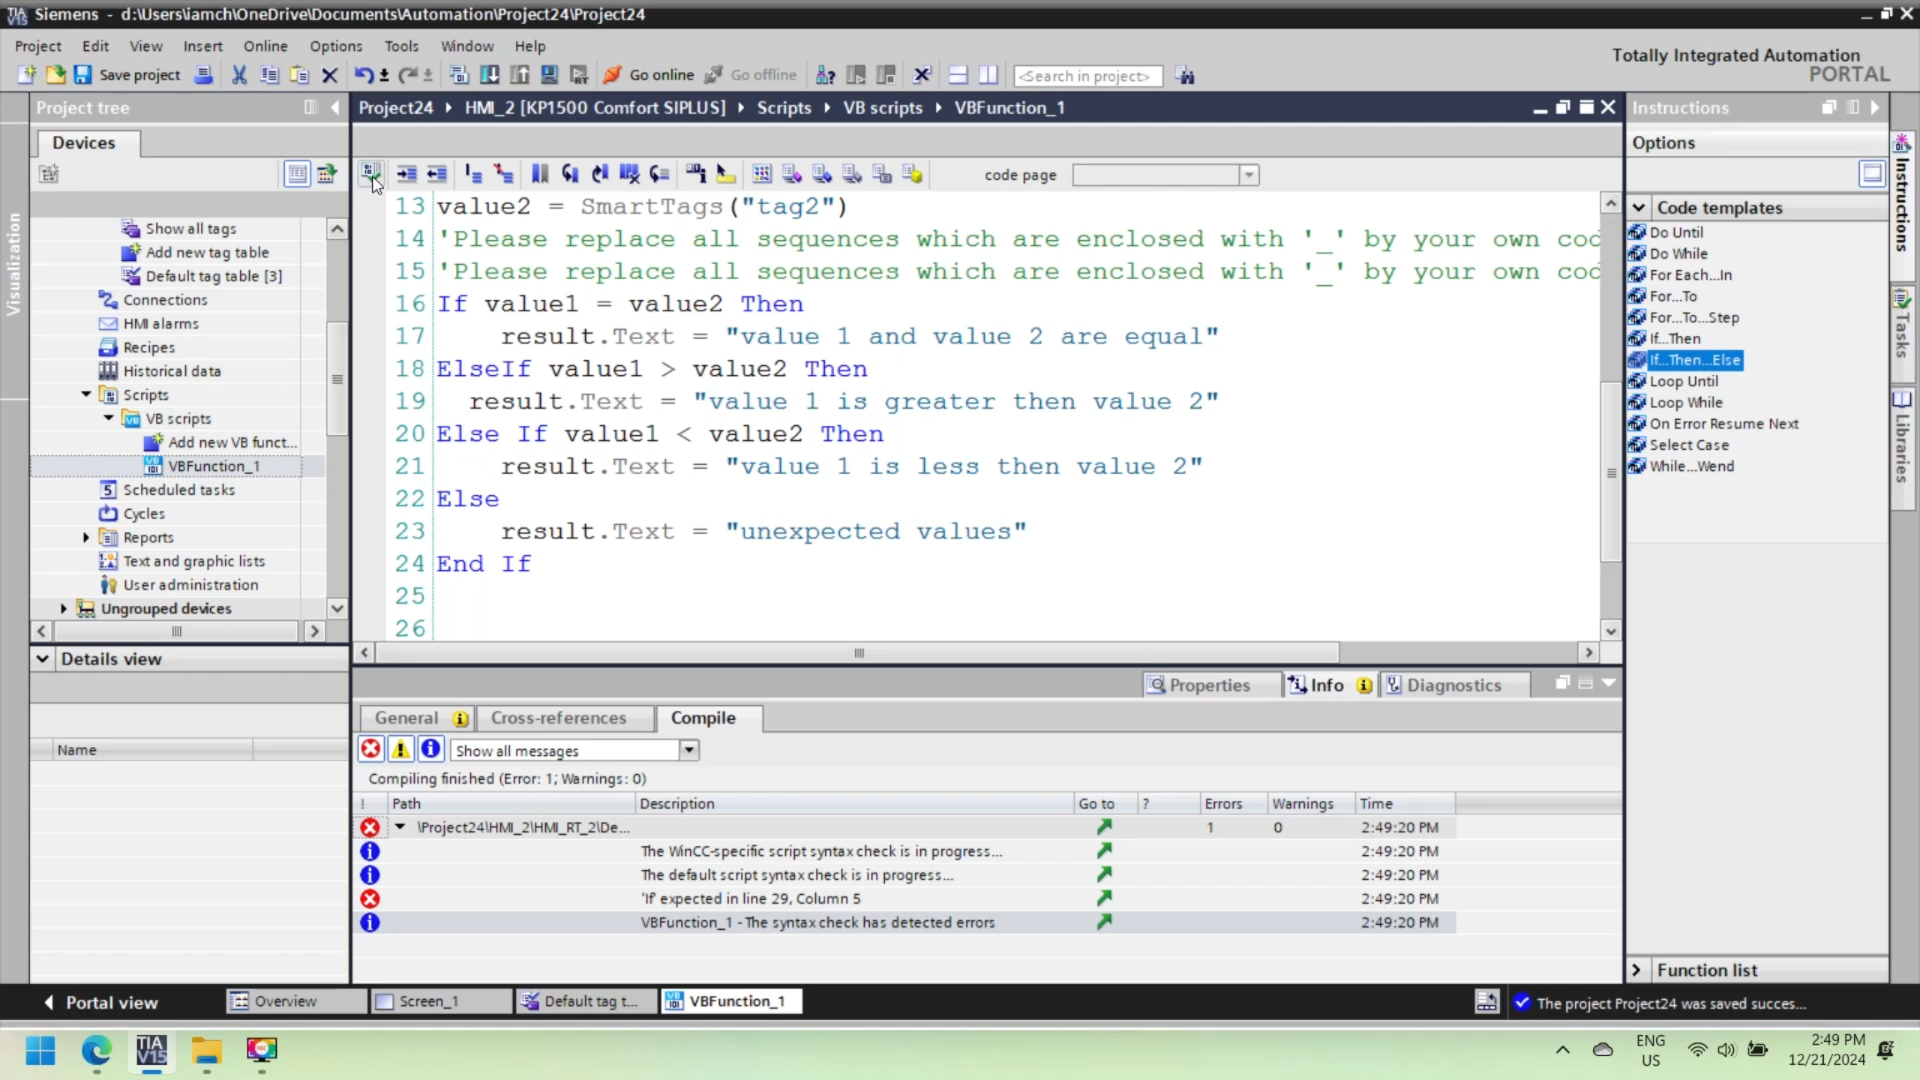 TIA V15 Siemens - d:\Users\iamch\OneDrive\Documents\Automation\Project24\Project24
Project Edit View Insert Online Options Tools Window Help
Totally Integrated Automation
PORTAL
Save project Go online Go offline <Search in project>
Project tree
Project24 HMI_2 [KP1500 Comfort SIPLUS] Scripts VB scripts VBFunction_1
Instructions
Devices
Options
code page
Visualization
Show all tags
Add new tag table
Default tag table [3]
Connections
HMI alarms
Recipes
Historical data
Scripts
VB scripts
Add new VB funct...
VBFunction_1
Scheduled tasks
Cycles
Reports
Text and graphic lists
User administration
Ungrouped devices
Details view
Name
13 value2 = SmartTags("tag2")
14 'Please replace all sequences which are enclosed with '_' by your own cod
15 'Please replace all sequences which are enclosed with '_' by your own cod
16 If value1 = value2 Then
17 result.Text = "value 1 and value 2 are equal"
18 ElseIf value1 > value2 Then
19 result.Text = "value 1 is greater then value 2"
20 Else If value1 < value2 Then
21 result.Text = "value 1 is less then value 2"
22 Else
23 result.Text = "unexpected values"
24 End If
25
26
Code templates
Do Until
Do While
For Each...In
For...To
For...To...Step
If...Then
If...Then...Else
Loop Until
Loop While
On Error Resume Next
Select Case
While...Wend
Function list
Instructions
Tasks
Libraries
Properties Info Diagnostics
General Cross-references Compile
Show all messages
Compiling finished (Error: 1; Warnings: 0)
! Path Description Go to ? Errors Warnings Time
\Project24\HMI_2\HMI_RT_2\De... 1 0 2:49:20 PM
The WinCC-specific script syntax check is in progress... 2:49:20 PM
The default script syntax check is in progress... 2:49:20 PM
'If' expected in line 29, Column 5 2:49:20 PM
VBFunction_1 - The syntax check has detected errors 2:49:20 PM
Portal view Overview Screen_1 Default tag t... VBFunction_1 The project Project24 was saved succes...
TIA V15
ENG
US
2:49 PM
12/21/2024